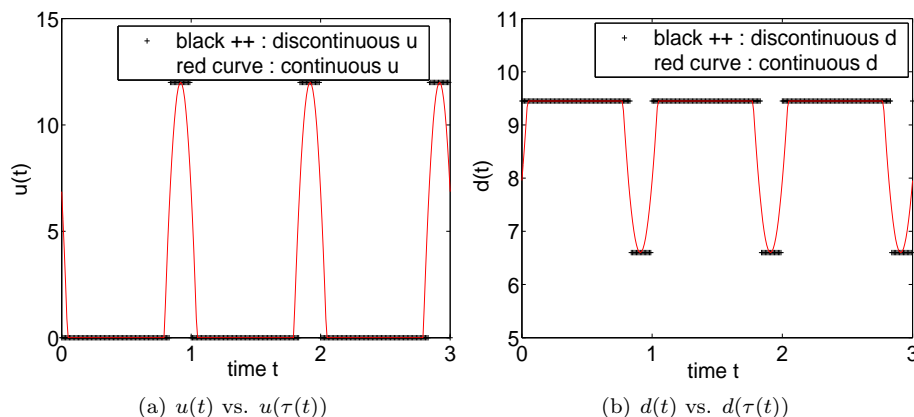 15
10
5
0
u(t)
black ++ : discontinuous u
red curve : continuous u
0
1
2
3
time t
(a) u(t) vs. u(τ(t))
11
10
9
8
7
6
5
d(t)
black ++ : discontinuous d
red curve : continuous d
0
1
2
3
time t
(b) d(t) vs. d(τ(t))